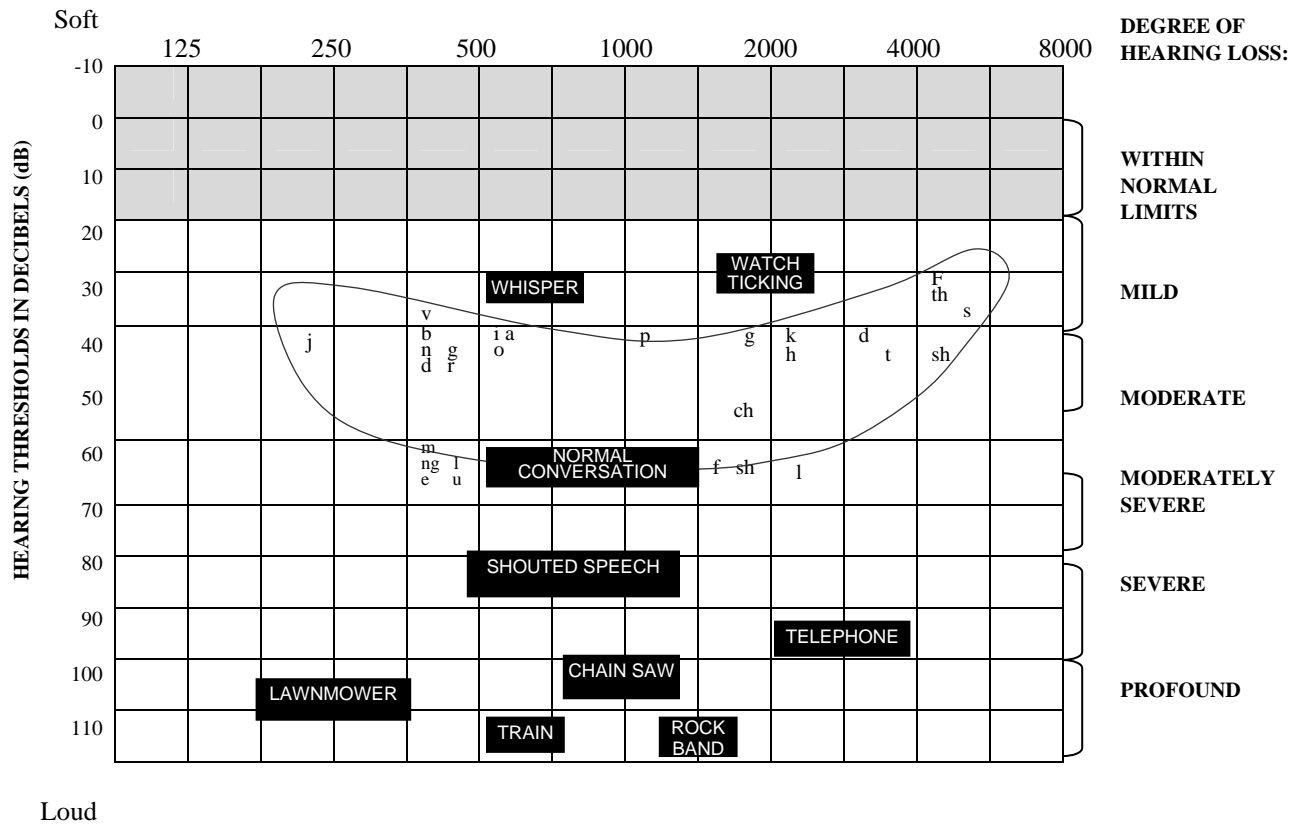 Soft
DEGREE OF
HEARING LOSS:
125 250 500 1000 2000 4000 8000
HEARING THRESHOLDS IN DECIBELS (dB)
-10
0
10
20
30
40
50
60
70
80
90
100
110
WITHIN
NORMAL
LIMITS
MILD
MODERATE
MODERATELY
SEVERE
SEVERE
PROFOUND
WHISPER
WATCH
TICKING
F
th
s
v
j
b
n g
d r
i a
o
p
g
k
h
d
t
sh
ch
m
ng l
e u
NORMAL
CONVERSATION
f sh l
SHOUTED SPEECH
TELEPHONE
CHAIN SAW
LAWNMOWER
TRAIN
ROCK
BAND
Loud